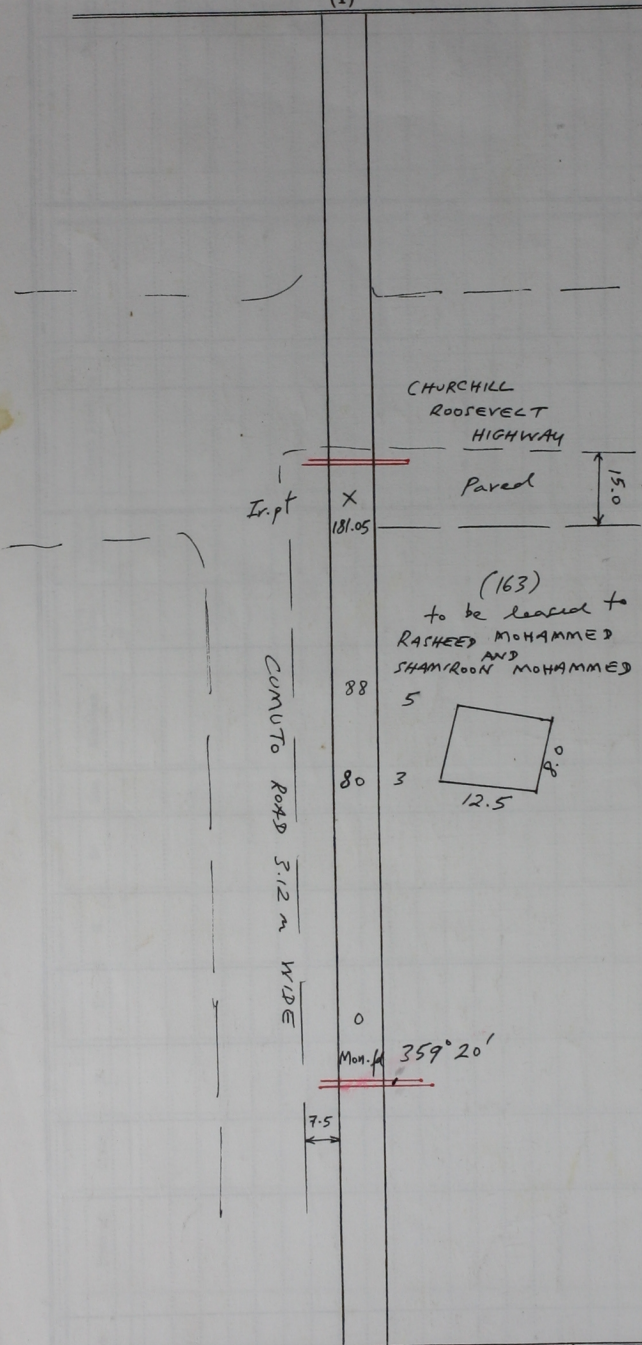 (1)
CHURCHILL
ROOSEVELT
HIGHWAY
Paved
15.0
Ir.pt
X
181.05
(163)
to be leased to
RASHEED MOHAMMED
AND
SHAMIROON MOHAMMED
88 5
80 3
8.0
12.5
CUMUTO ROAD 3.12 m WIDE
0
Mon.fd 359° 20'
7.5